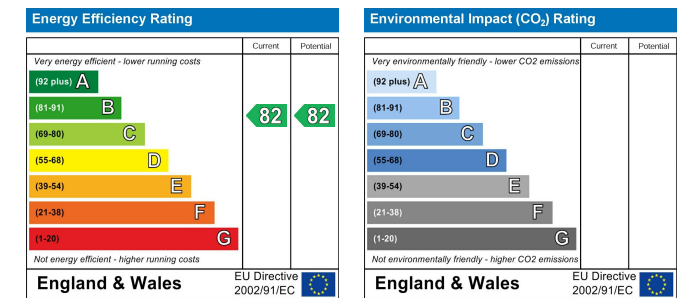 Energy Efficiency Rating
Current Potential
Very energy efficient - lower running costs
(92 plus) A
(81-91) B
82 82
(69-80) C
(55-68) D
(39-54) E
(21-38) F
(1-20) G
Not energy efficient - higher running costs
England & Wales
EU Directive
2002/91/EC
Environmental Impact (CO₂) Rating
Current Potential
Very environmentally friendly - lower CO2 emissions
(92 plus) A
(81-91) B
(69-80) C
(55-68) D
(39-54) E
(21-38) F
(1-20) G
Not environmentally friendly - higher CO2 emissions
England & Wales
EU Directive
2002/91/EC